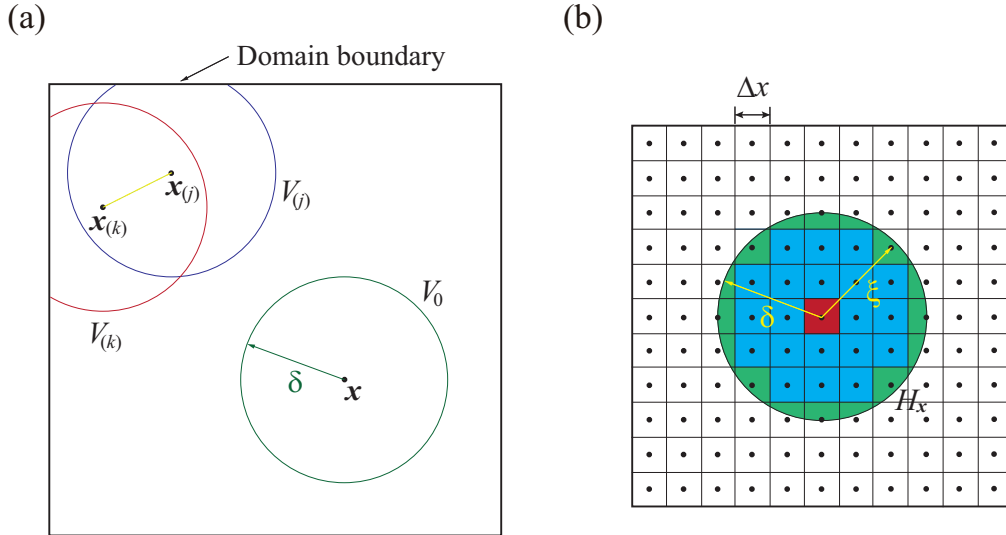 (a)
Domain boundary
x(j)
x(k)
V(j)
V(k)
V0
δ
x
(b)
Δx
ξ
δ
Hx